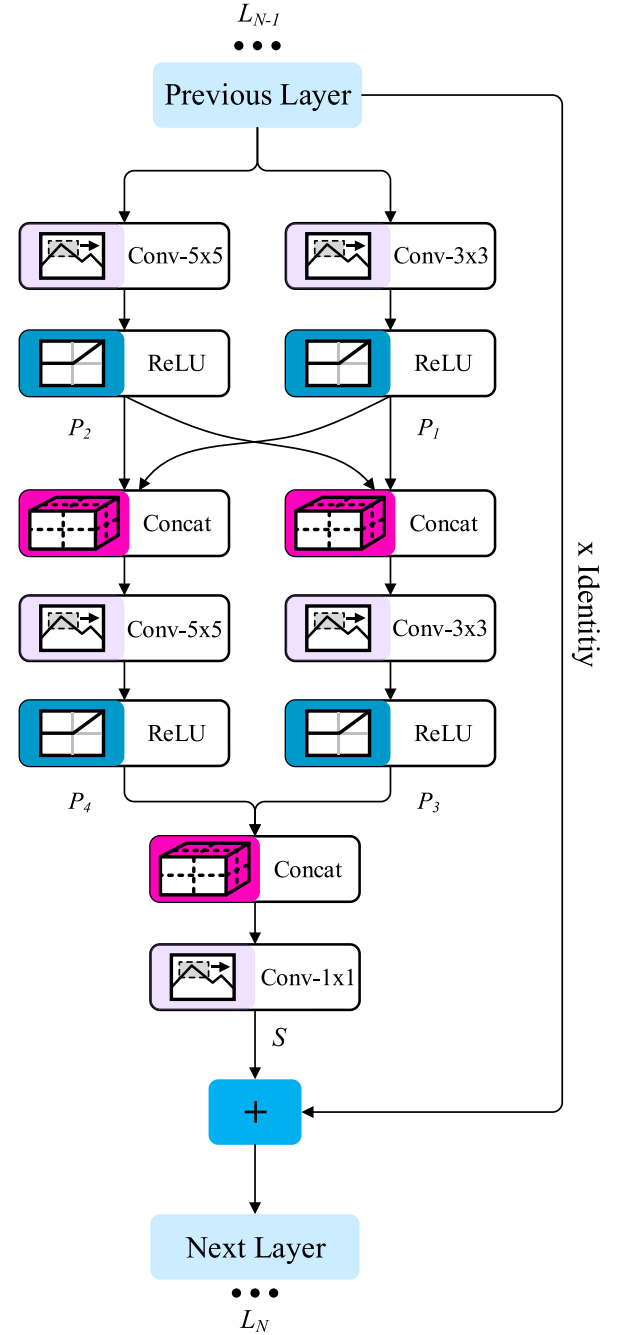 L_{N-1}
Previous Layer
Conv-5x5
Conv-3x3
ReLU
ReLU
P_2
P_1
Concat
Concat
x Identitiy
Conv-5x5
Conv-3x3
ReLU
ReLU
P_4
P_3
Concat
Conv-1x1
S
+
Next Layer
L_N